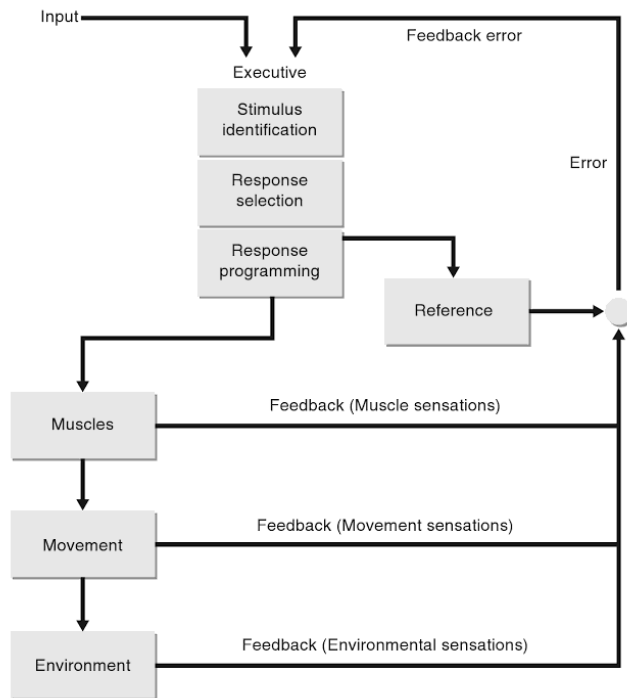 Input
Feedback error
Executive
Stimulus
identification
Error
Response
selection
Response
programming
Reference
Feedback (Muscle sensations)
Muscles
Feedback (Movement sensations)
Movement
Feedback (Environmental sensations)
Environment